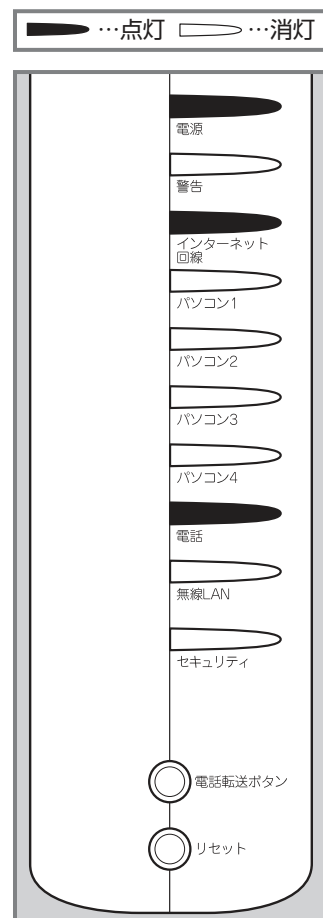 …点灯 …消灯
電源
警告
インターネット
回線
パソコン1
パソコン2
パソコン3
パソコン4
電話
無線LAN
セキュリティ
電話転送ボタン
リセット